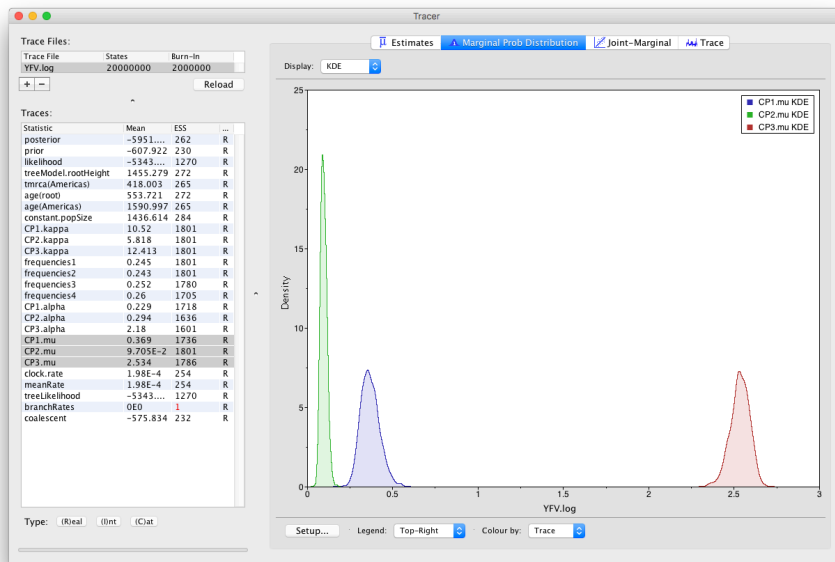 Tracer
Trace Files:
Trace File States Burn-In
YFV.log 20000000 2000000
+ − Reload
Traces:
Statistic Mean ESS ...
posterior -5951.... 262 R
prior -607.922 230 R
likelihood -5343.... 1270 R
treeModel.rootHeight 1455.279 272 R
tmrca(Americas) 418.003 265 R
age(root) 553.721 272 R
age(Americas) 1590.997 265 R
constant.popSize 1436.614 284 R
CP1.kappa 10.52 1801 R
CP2.kappa 5.818 1801 R
CP3.kappa 12.413 1801 R
frequencies1 0.245 1801 R
frequencies2 0.243 1801 R
frequencies3 0.252 1780 R
frequencies4 0.26 1705 R
CP1.alpha 0.229 1718 R
CP2.alpha 0.294 1636 R
CP3.alpha 2.18 1601 R
CP1.mu 0.369 1736 R
CP2.mu 9.705E-2 1801 R
CP3.mu 2.534 1786 R
clock.rate 1.98E-4 254 R
meanRate 1.98E-4 254 R
treeLikelihood -5343.... 1270 R
branchRates 0E0 1 R
coalescent -575.834 232 R
Type: (R)eal (I)nt (C)at
Estimates Marginal Prob Distribution Joint-Marginal Trace
Display: KDE
CP1.mu KDE
CP2.mu KDE
CP3.mu KDE
25
20
15
10
5
0
Density
0 0.5 1 1.5 2 2.5 3
YFV.log
Setup... Legend: Top-Right Colour by: Trace